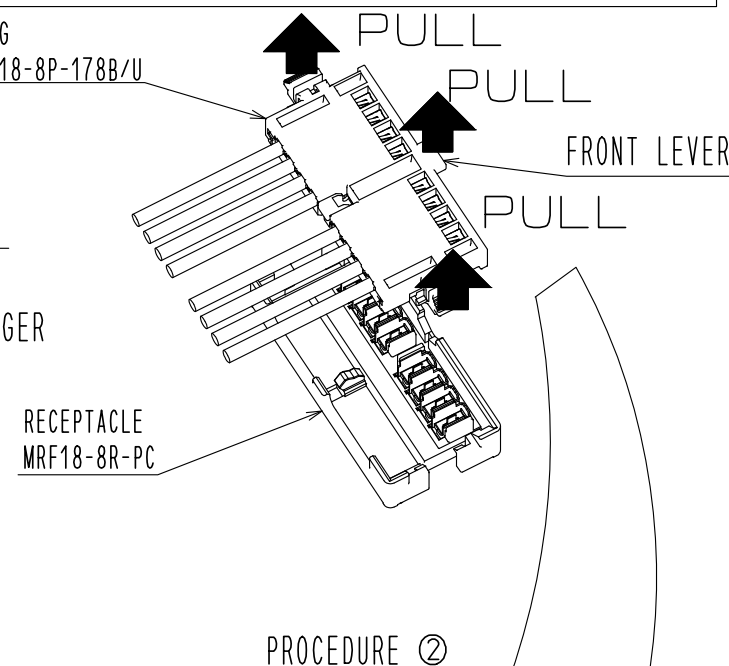 G
18-8P-178B/U
PULL
PULL
FRONT LEVER
PULL
GER
RECEPTACLE
MRF18-8R-PC
PROCEDURE ②